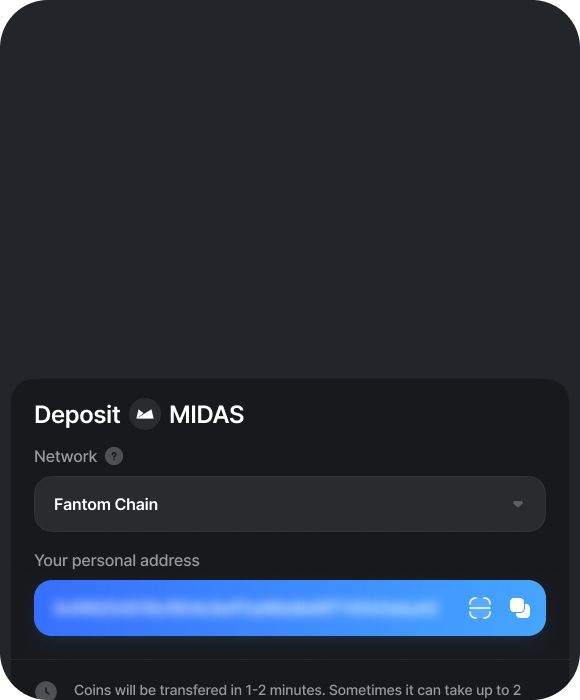 Deposit MIDAS
Network ?
Fantom Chain
Your personal address
Coins will be transfered in 1-2 minutes. Sometimes it can take up to 2